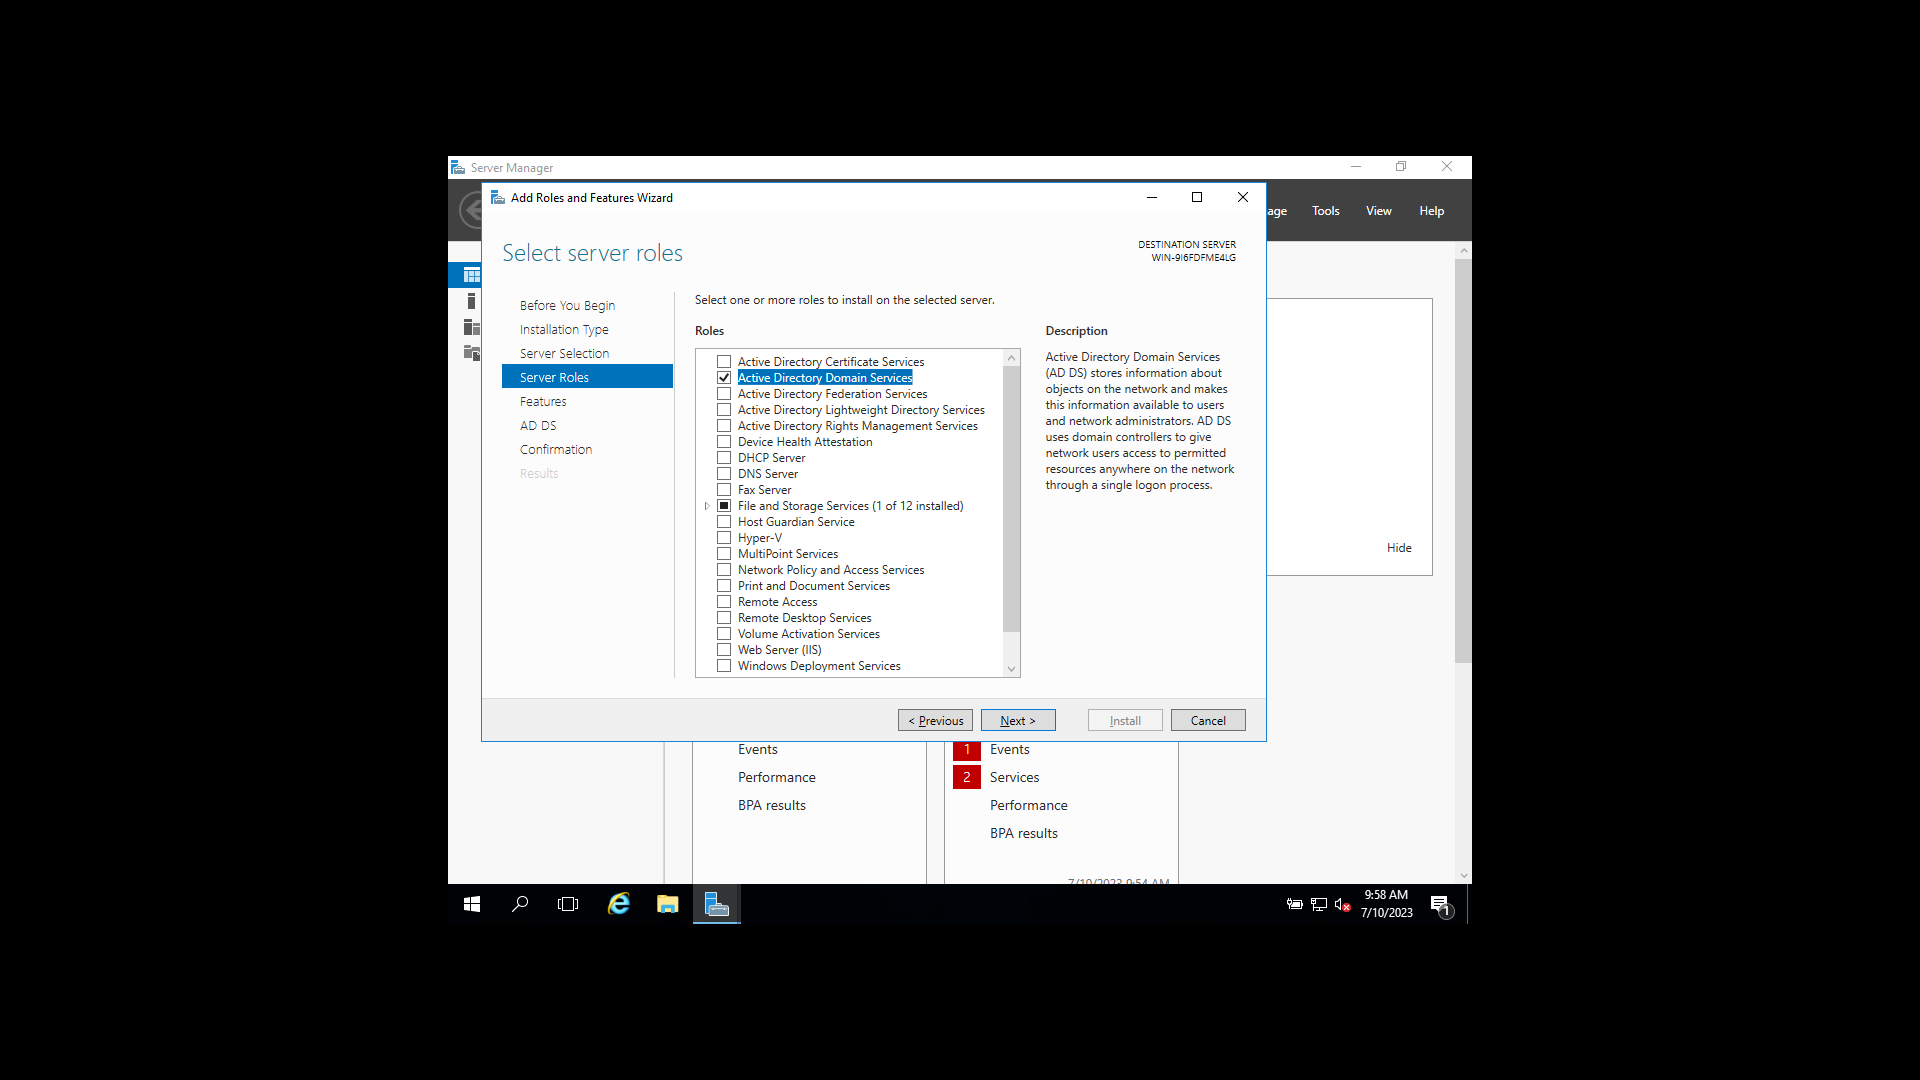 Server Manager
Add Roles and Features Wizard
age
Tools
View
Help
Select server roles
DESTINATION SERVER
WIN-9I6FDFME4LG
Before You Begin
Installation Type
Server Selection
Server Roles
Features
AD DS
Confirmation
Results
Select one or more roles to install on the selected server.
Roles
Active Directory Certificate Services
Active Directory Domain Services
Active Directory Federation Services
Active Directory Lightweight Directory Services
Active Directory Rights Management Services
Device Health Attestation
DHCP Server
DNS Server
Fax Server
File and Storage Services (1 of 12 installed)
Host Guardian Service
Hyper-V
MultiPoint Services
Network Policy and Access Services
Print and Document Services
Remote Access
Remote Desktop Services
Volume Activation Services
Web Server (IIS)
Windows Deployment Services
Description
Active Directory Domain Services
(AD DS) stores information about
objects on the network and makes
this information available to users
and network administrators. AD DS
uses domain controllers to give
network users access to permitted
resources anywhere on the network
through a single logon process.
Hide
< Previous
Next >
Install
Cancel
Events
Performance
BPA results
1 Events
2 Services
Performance
BPA results
7/10/2023 9:54 AM
9:58 AM
7/10/2023
1